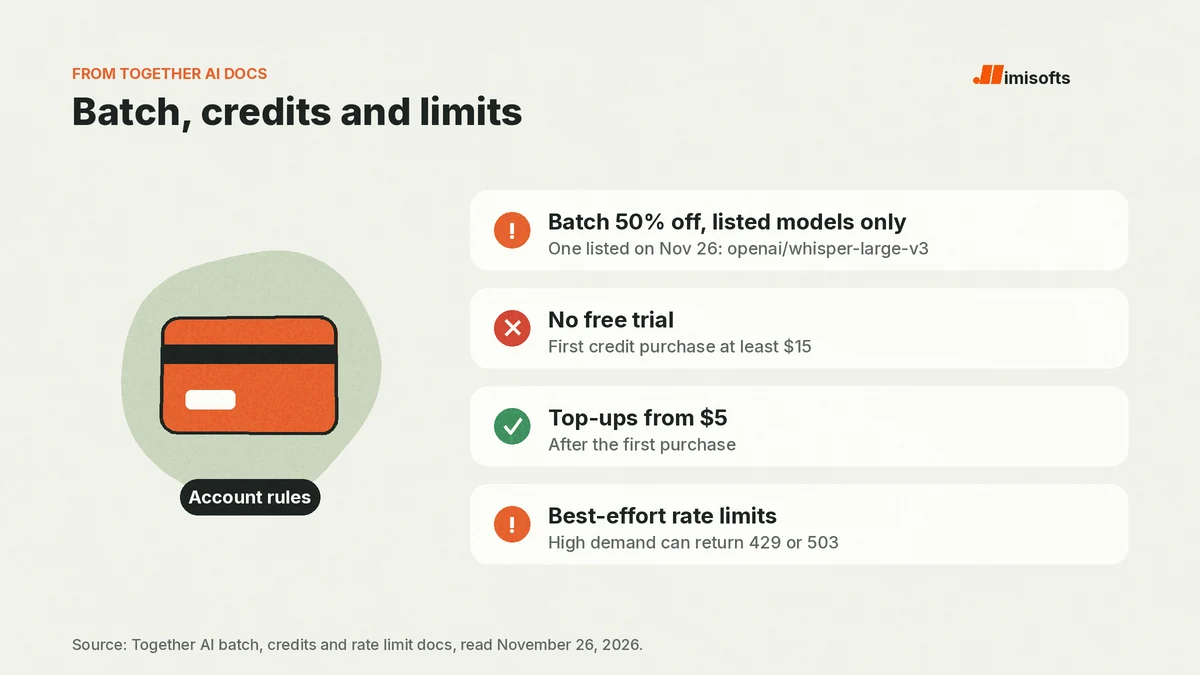 FROM TOGETHER AI DOCS
Batch, credits and limits
imisofts
Batch 50% off, listed models only
One listed on Nov 26: openai/whisper-large-v3
No free trial
First credit purchase at least $15
Top-ups from $5
After the first purchase
Best-effort rate limits
High demand can return 429 or 503
Account rules
Source: Together AI batch, credits and rate limit docs, read November 26, 2026.